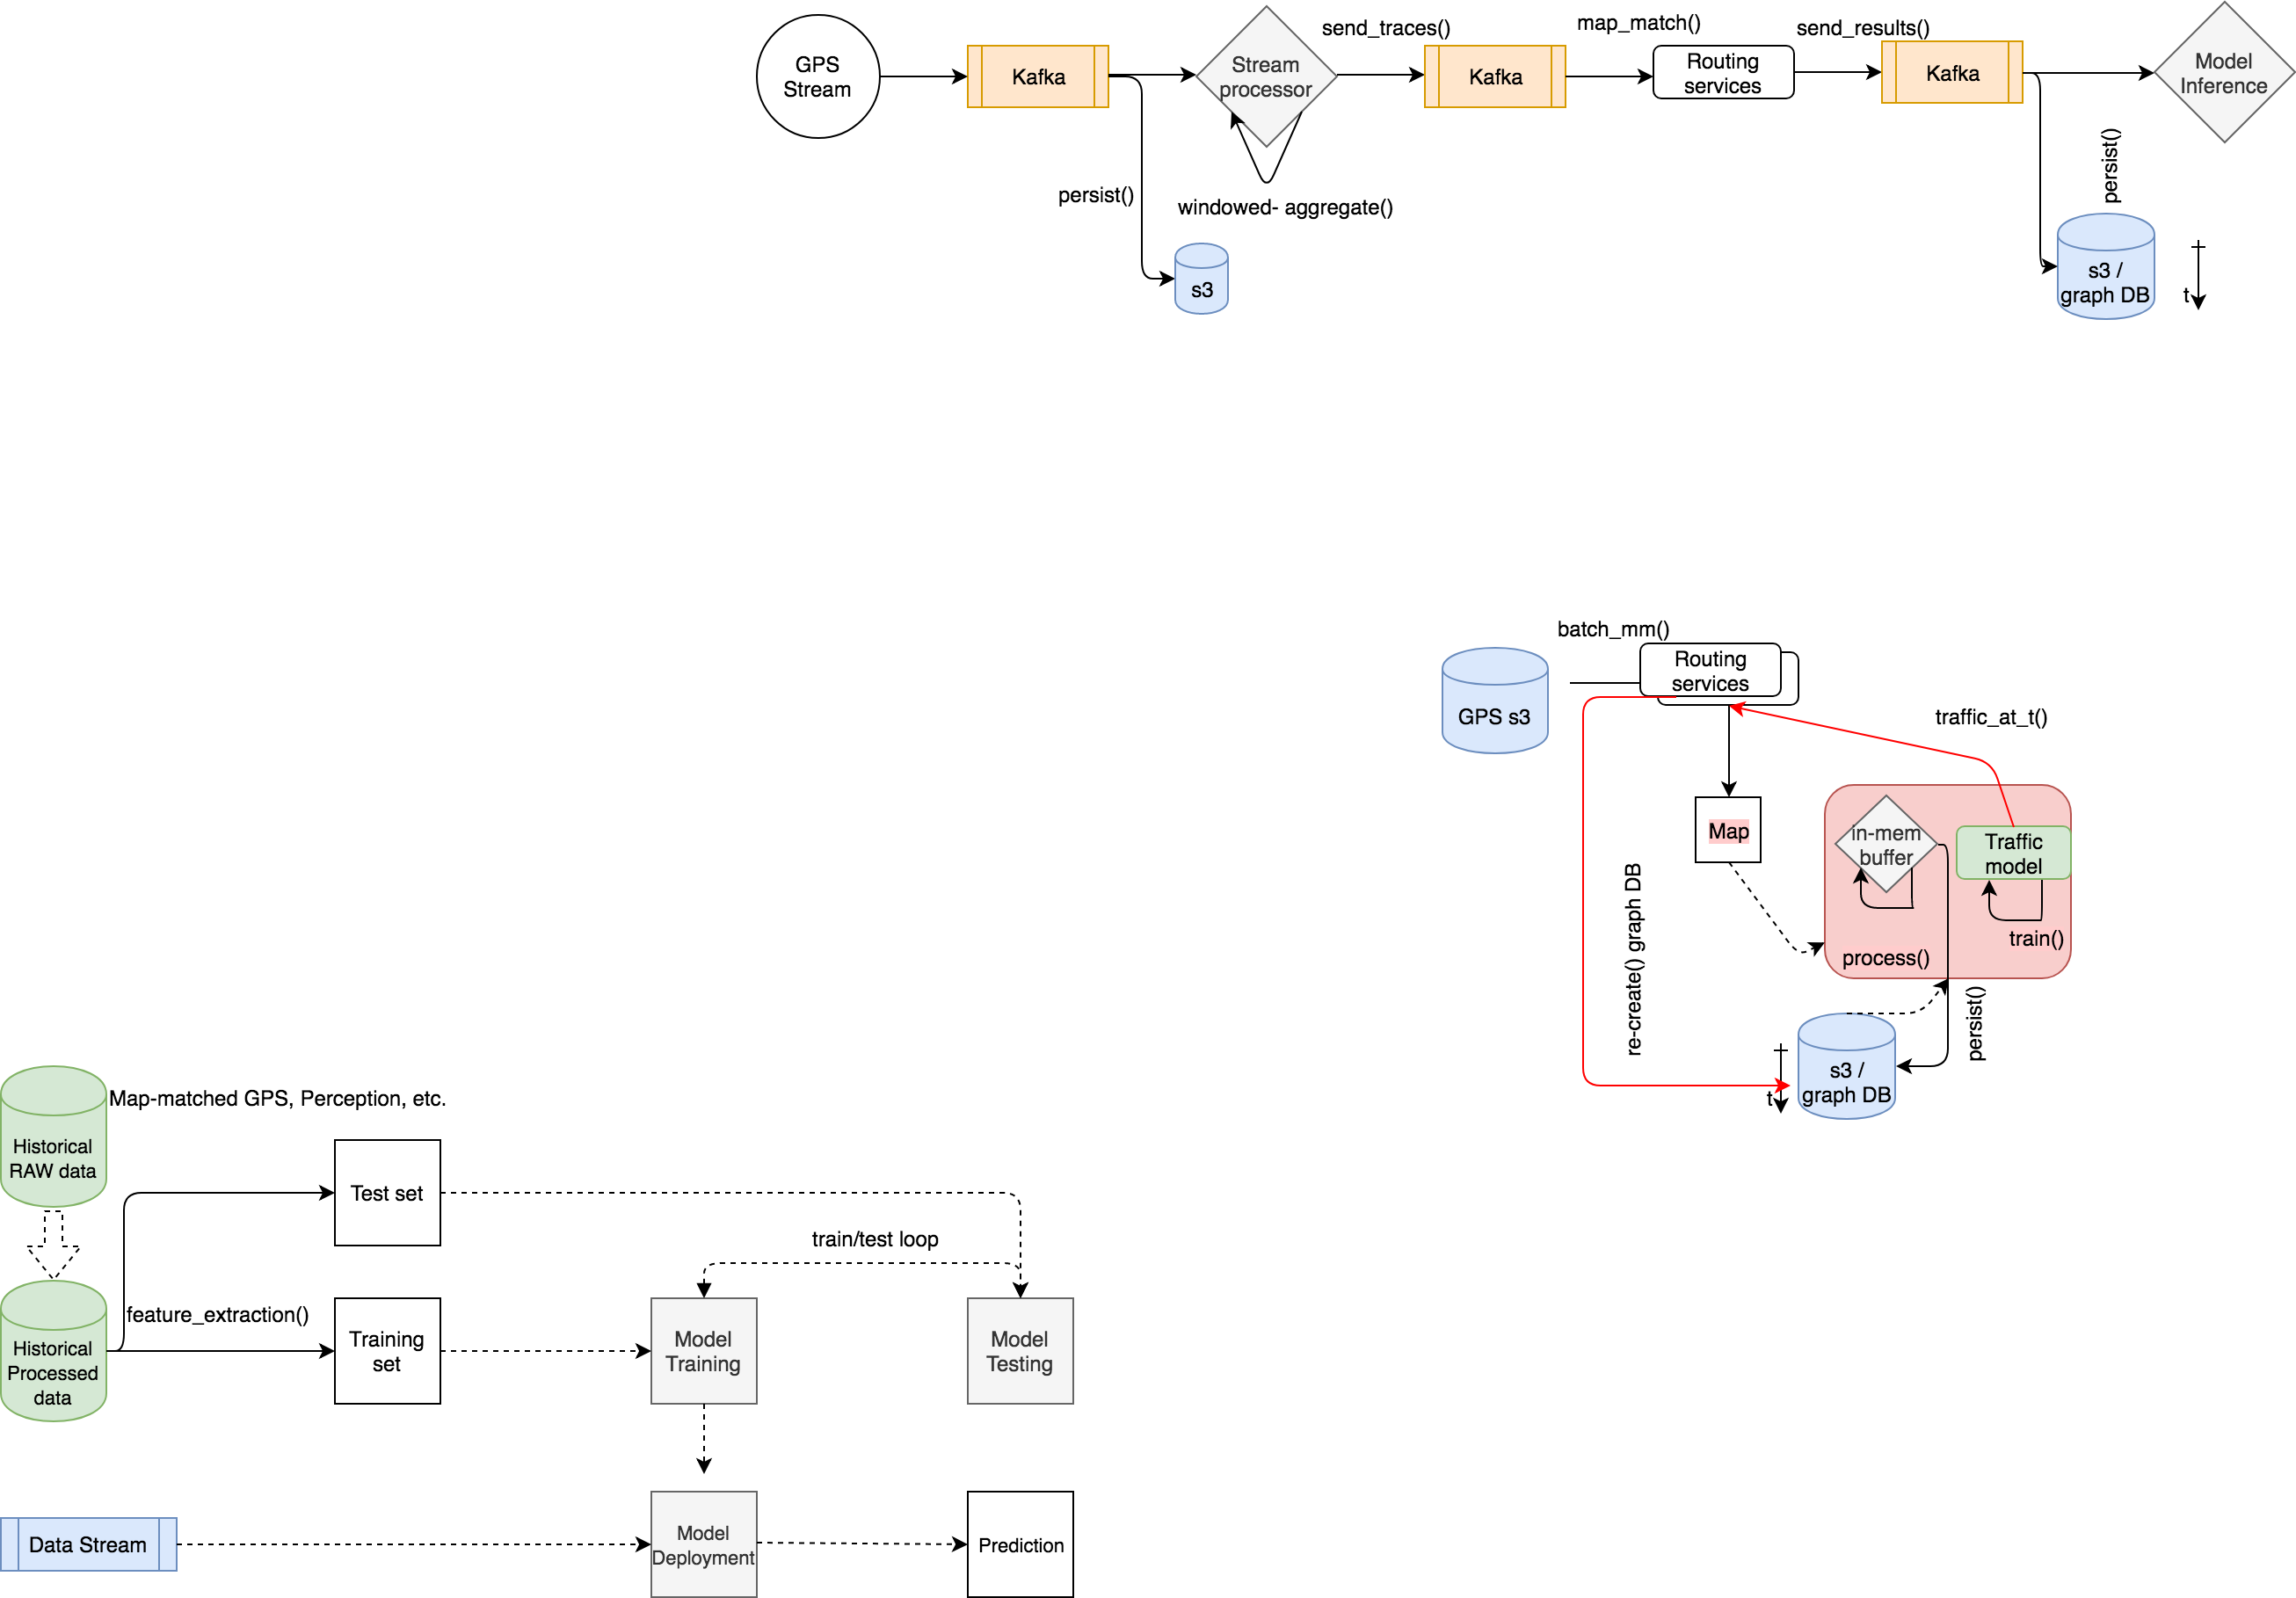 GPS
Stream
Kafka
persist()
s3
Stream
processor
windowed- aggregate()
send_traces()
Kafka
map_match()
Routing
services
send_results()
Kafka
persist()
s3 /
graph DB
t
Model
Inference
GPS s3
batch_mm()
Routing
services
traffic_at_t()
Map
in-mem
buffer
process()
Traffic
model
train()
re-create() graph DB
persist()
s3 /
graph DB
t
Map-matched GPS, Perception, etc.
Historical
RAW data
Historical
Processed
data
feature_extraction()
Test set
Training
set
train/test loop
Model
Training
Model
Testing
Data Stream
Model
Deployment
Prediction